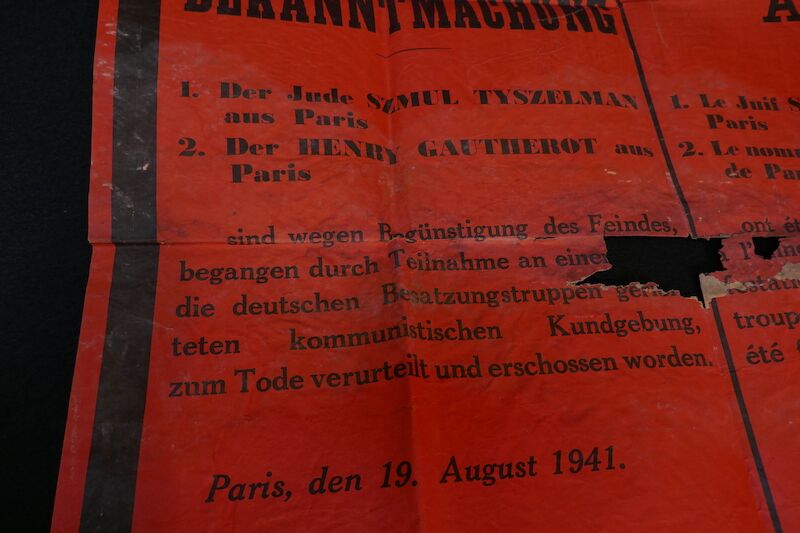 BEKANNTMACHUNG
1. Der Jude SZMUL TYSZELMAN
aus Paris
2. Der HENRY GAUTHEROT aus
Paris
sind wegen Begünstigung des Feindes,
begangen durch Teilnahme an einer
die deutschen Besatzungstruppen
teten kommunistischen Kundgebung,
zum Tode verurteilt und erschossen worden.
Paris, den 19. August 1941.
A
1. Le Juif S
Paris
2. Le nom
de Pa
ont ét
troup
été